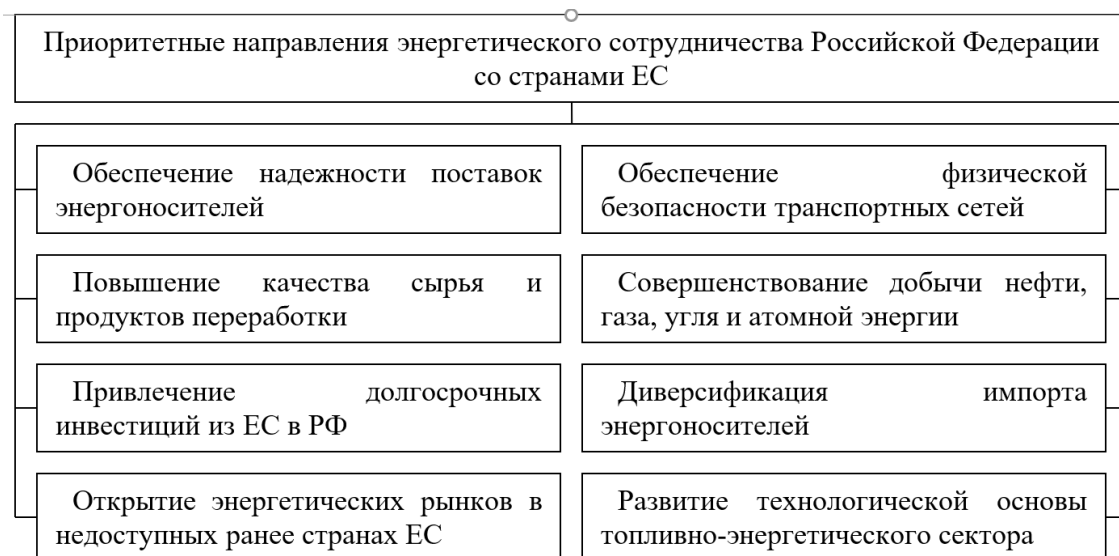 Приоритетные направления энергетического сотрудничества Российской Федерации
со странами ЕС
Обеспечение надежности поставок
энергоносителей
Обеспечение физической
безопасности транспортных сетей
Повышение качества сырья и
продуктов переработки
Совершенствование добычи нефти,
газа, угля и атомной энергии
Привлечение долгосрочных
инвестиций из ЕС в РФ
Диверсификация импорта
энергоносителей
Открытие энергетических рынков в
недоступных ранее странах ЕС
Развитие технологической основы
топливно-энергетического сектора